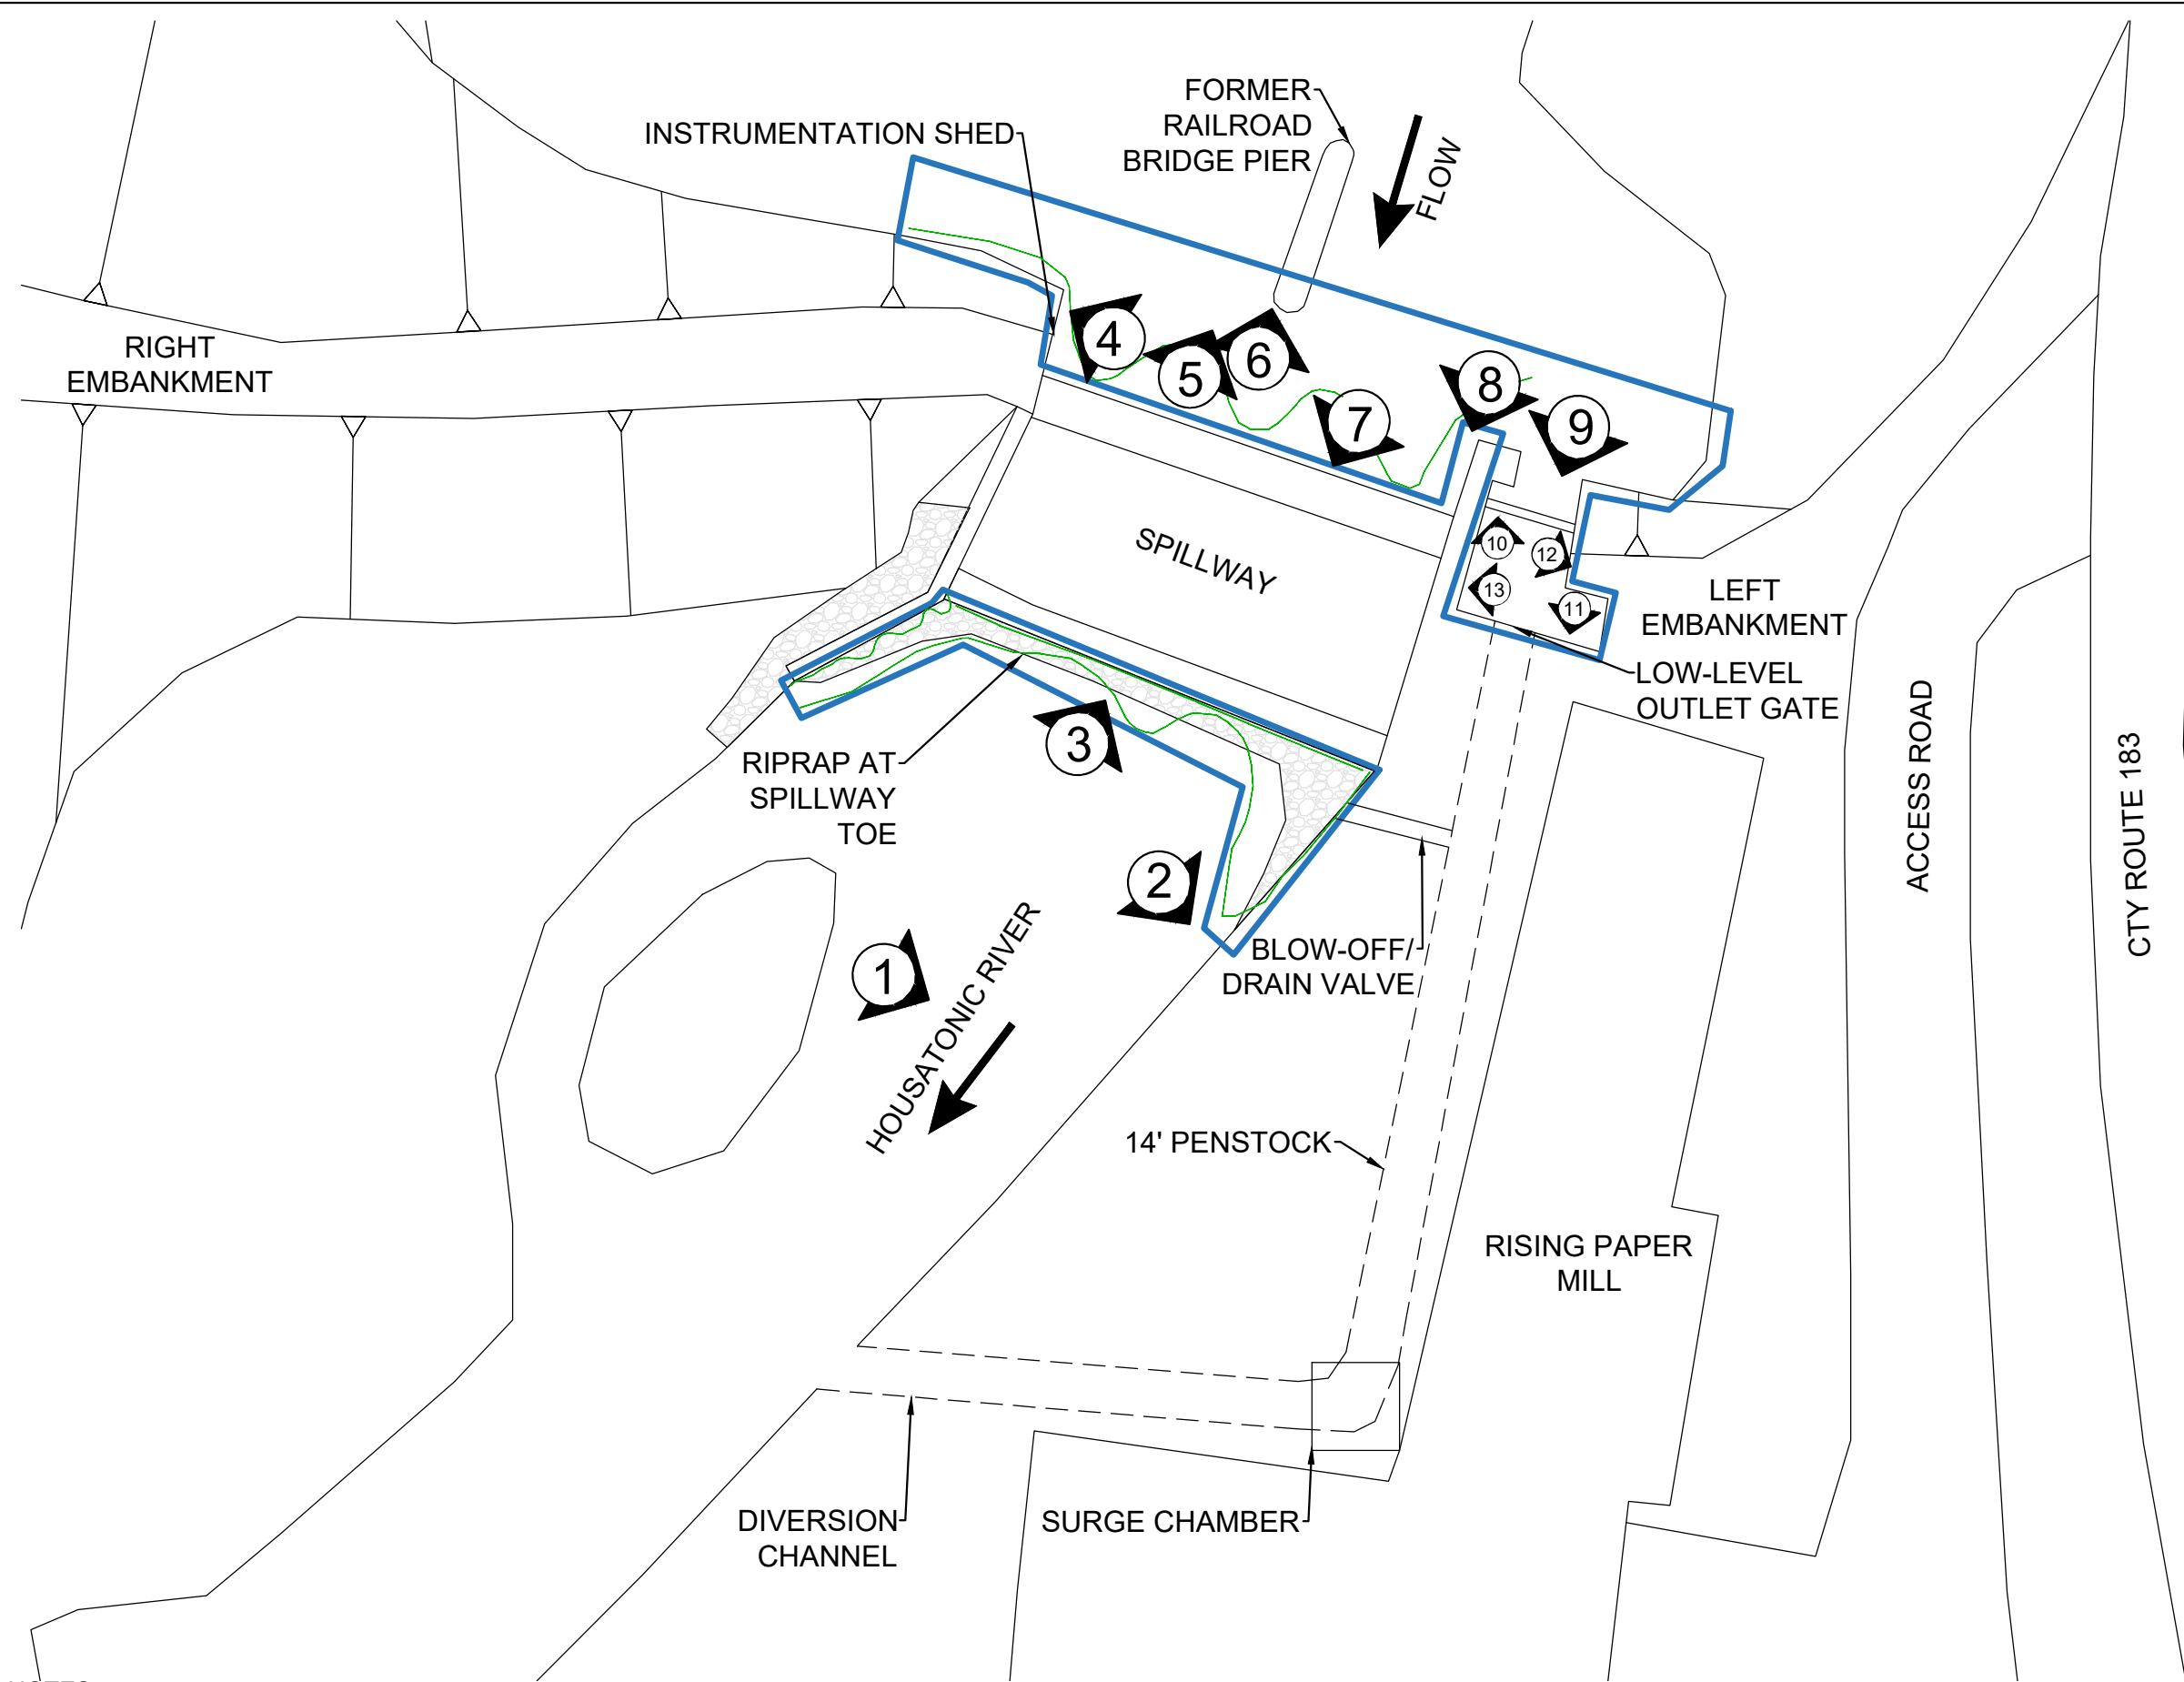 FORMER
RAILROAD
BRIDGE PIER
INSTRUMENTATION SHED
FLOW
RIGHT
EMBANKMENT
4
5
6
7
8
9
SPILLWAY
10
12
13
11
LEFT
EMBANKMENT
LOW-LEVEL
OUTLET GATE
ACCESS ROAD
CTY ROUTE 183
3
RIPRAP AT
SPILLWAY
TOE
2
1
HOUSATONIC RIVER
BLOW-OFF/
DRAIN VALVE
14' PENSTOCK
RISING PAPER
MILL
DIVERSION
CHANNEL
SURGE CHAMBER